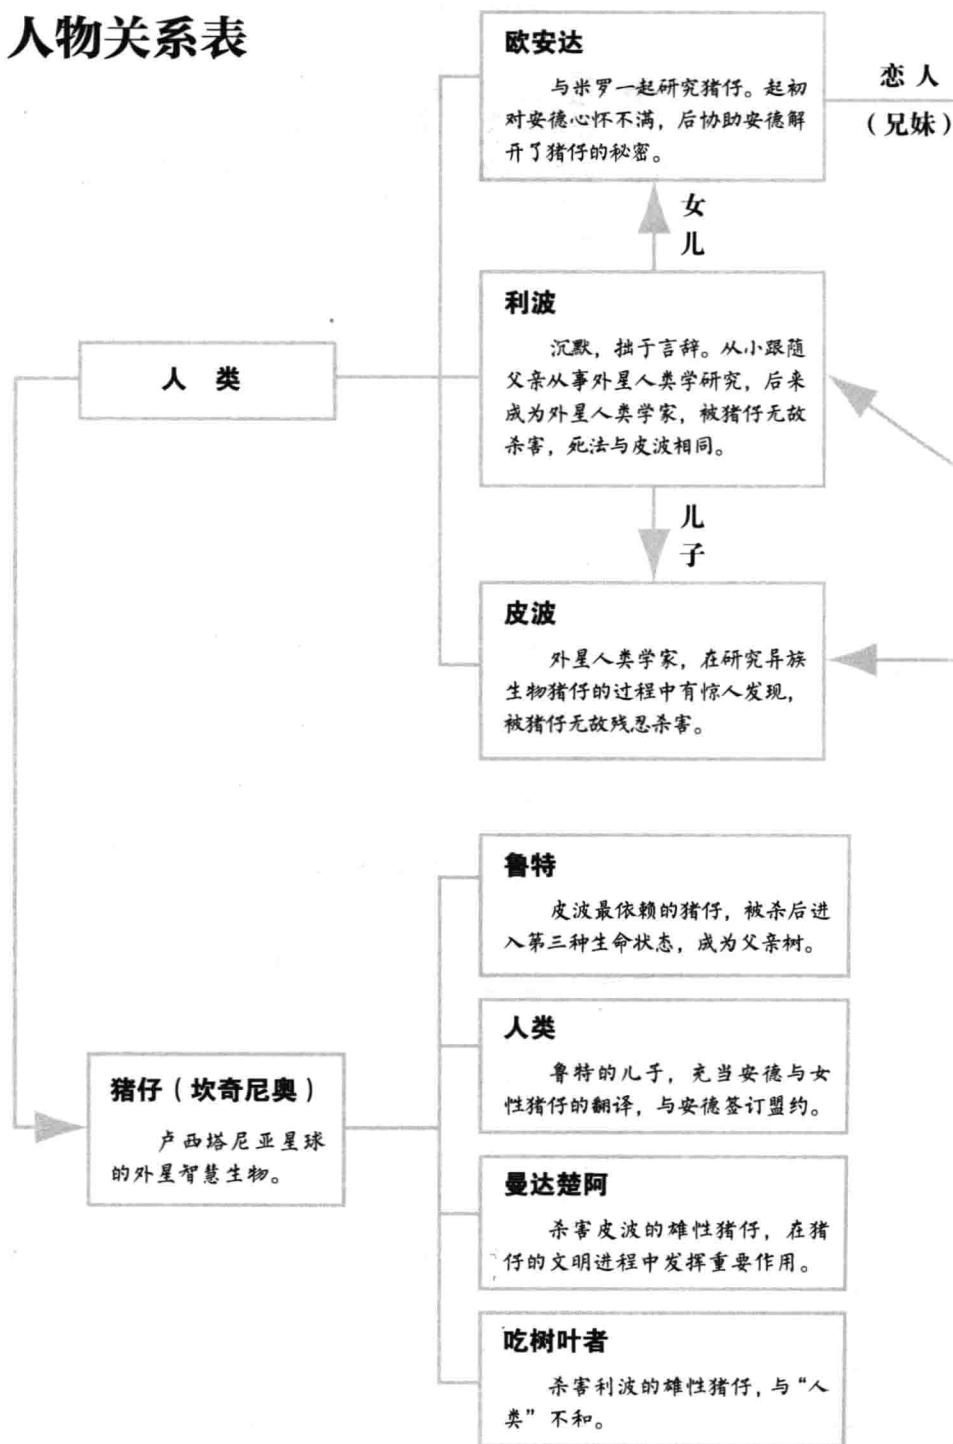 人物关系表
欧安达
与米罗一起研究猪仔。起初
对安德心怀不满，后协助安德解
开了猪仔的秘密。
恋人
（兄妹）
女
儿
利波
沉默，拙于言辞。从小跟随
父亲从事外星人类学研究，后来
成为外星人类学家，被猪仔无故
杀害，死法与皮波相同。
人类
儿
子
皮波
外星人类学家，在研究异族
生物猪仔的过程中有惊人发现，
被猪仔无故残忍杀害。
鲁特
皮波最依赖的猪仔，被杀后进
入第三种生命状态，成为父亲树。
人类
鲁特的儿子，充当安德与女
性猪仔的翻译，与安德签订盟约。
猪仔（坎奇尼奥）
卢西塔尼亚星球
的外星智慧生物。
曼达楚阿
杀害皮波的雄性猪仔，在猪
仔的文明进程中发挥重要作用。
吃树叶者
杀害利波的雄性猪仔，与“人
类”不和。